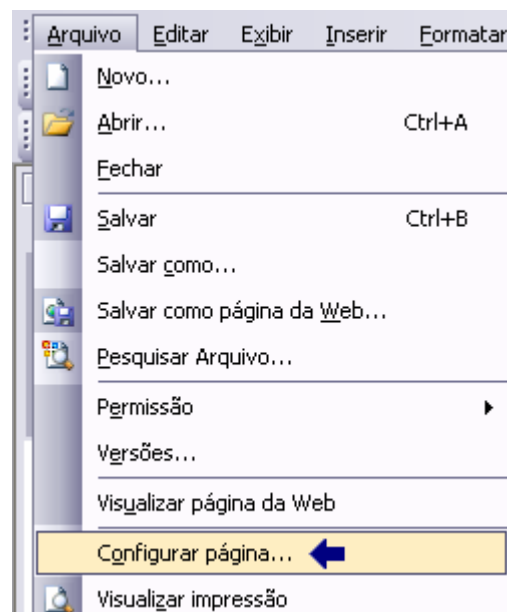 Arquivo Editar Exibir Inserir Formatar
Novo...
Abrir... Ctrl+A
Fechar
Salvar Ctrl+B
Salvar como...
Salvar como página da Web...
Pesquisar Arquivo...
Permissão
Versões...
Visualizar página da Web
Configurar página...
Visualizar impressão